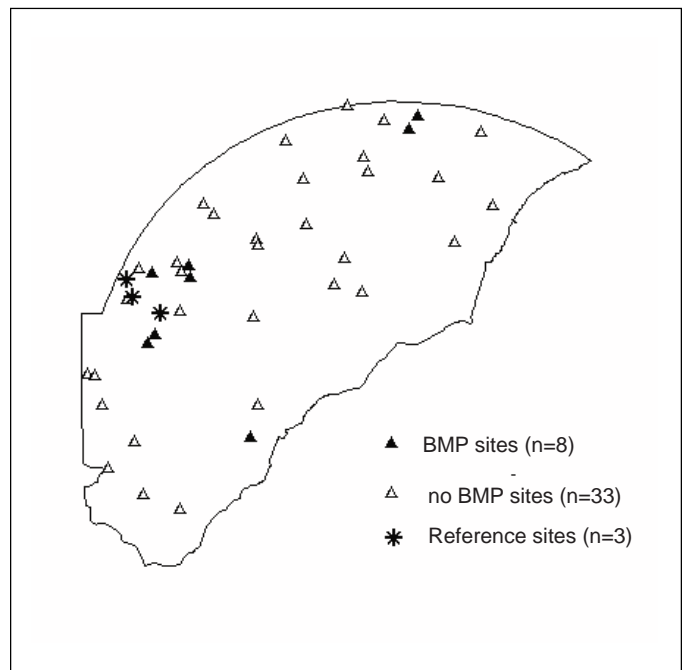 BMP sites (n=8)
no BMP sites (n=33)
Reference sites (n=3)